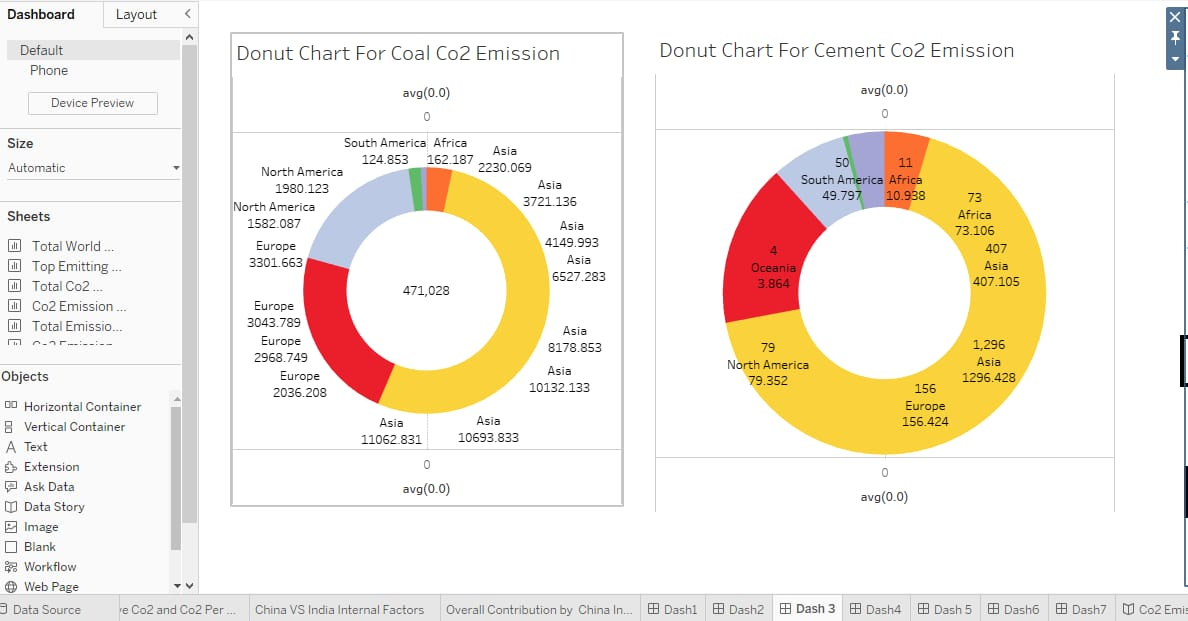 Dashboard
Layout
Default
Phone
Device Preview
Size
Automatic
Sheets
Total World ...
Top Emitting ...
Total Co2 ...
Co2 Emission ...
Total Emissio...
Objects
Horizontal Container
Vertical Container
Text
Extension
Ask Data
Data Story
Image
Blank
Workflow
Web Page
Donut Chart For Coal Co2 Emission
avg(0.0)
0
South America
124.853
Africa
162.187
Asia
2230.069
North America
1980.123
Asia
3721.136
North America
1582.087
Asia
4149.993
Europe
3301.663
Asia
6527.283
471,028
Europe
3043.789
Asia
8178.853
Europe
2968.749
Asia
10132.133
Europe
2036.208
Asia
11062.831
Asia
10693.833
0
avg(0.0)
Donut Chart For Cement Co2 Emission
avg(0.0)
0
50
South America
49.797
11
Africa
10.938
73
Africa
73.106
407
Asia
407.105
4
Oceania
3.864
79
North America
79.352
1,296
Asia
1296.428
156
Europe
156.424
0
avg(0.0)
Data Source
Co2 and Co2 Per ...
China VS India Internal Factors
Overall Contribution by China In...
Dash1
Dash2
Dash 3
Dash4
Dash 5
Dash6
Dash7
Co2 Emis